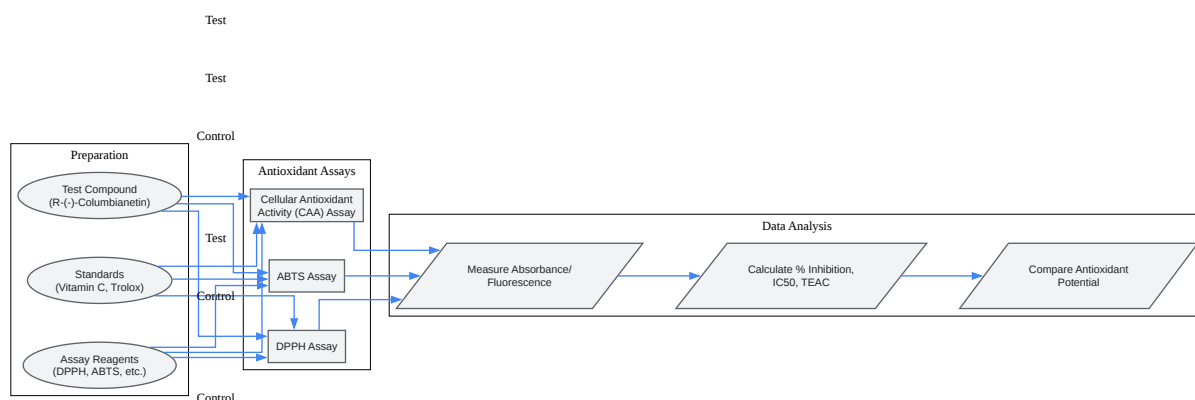 Test
Test
Control
Preparation
Test Compound
(R-(-)-Columbianetin)
Standards
(Vitamin C, Trolox)
Assay Reagents
(DPPH, ABTS, etc.)
Test
Control
Control
Antioxidant Assays
Cellular Antioxidant
Activity (CAA) Assay
ABTS Assay
DPPH Assay
Data Analysis
Measure Absorbance/
Fluorescence
Calculate % Inhibition,
IC50, TEAC
Compare Antioxidant
Potential